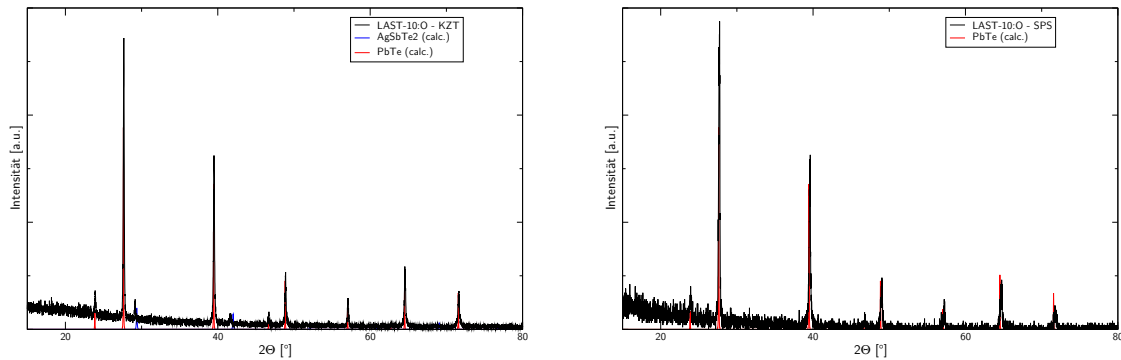 LAST-10:O - KZT
AgSbTe2 (calc.)
PbTe (calc.)
Intensität [a.u.]
20
40
60
80
2Θ [°]
LAST-10:O - SPS
PbTe (calc.)
Intensität [a.u.]
20
40
60
80
2Θ [°]